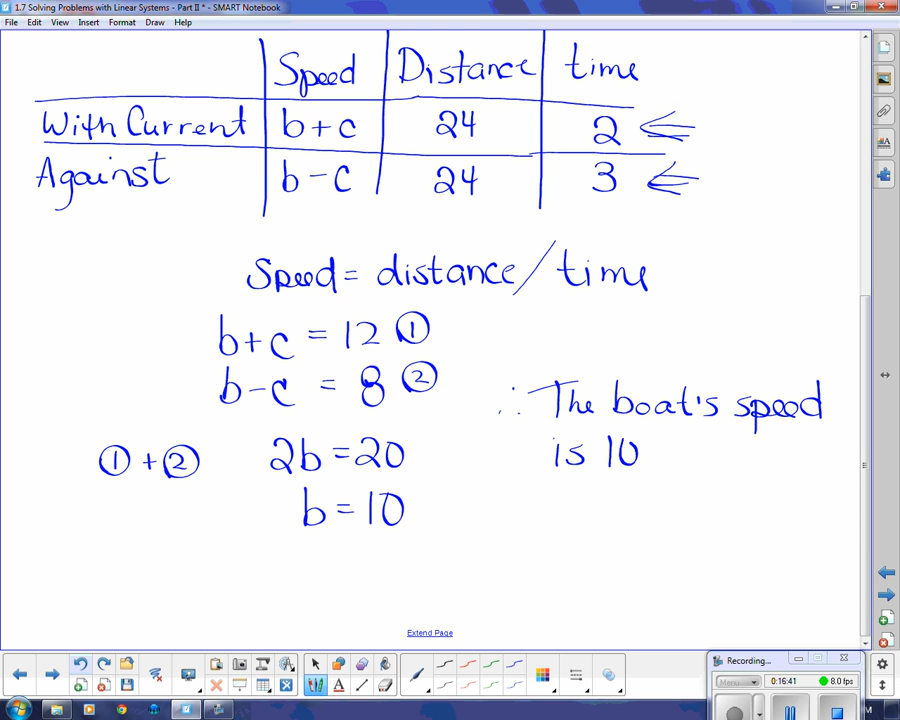 1.7 Solving Problems with Linear Systems - Part II * - SMART Notebook
File Edit View Insert Format Draw Help
Speed Distance time
With Current b+c 24 2
Against b-c 24 3
Speed = distance/time
b+c = 12 ①
b-c = 8 ②
∴ The boat's speed
is 10
① + ② 2b = 20
b = 10
Extend Page
Recording...
Menu 0:16:41 8.0 fps
M